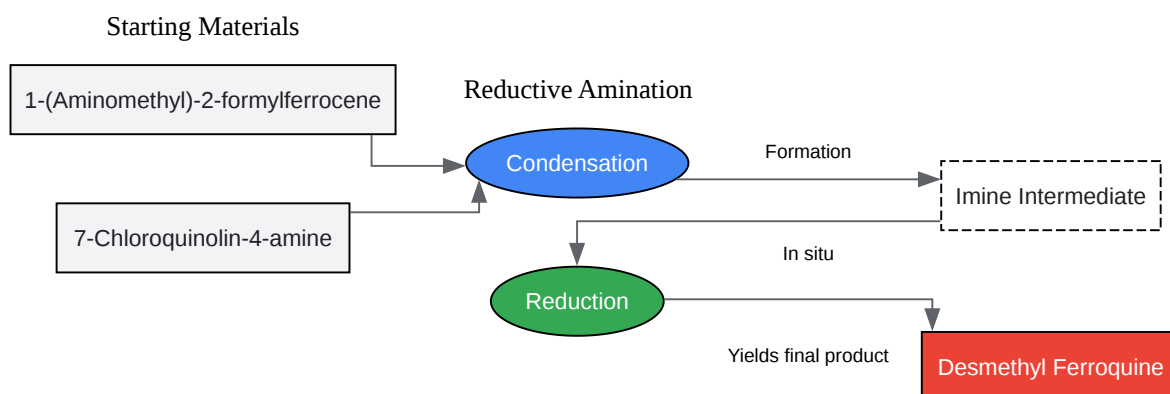 Starting Materials
1-(Aminomethyl)-2-formylferrocene
Reductive Amination
Condensation
Formation
Imine Intermediate
7-Chloroquinolin-4-amine
In situ
Reduction
Yields final product
Desmethyl Ferroquine